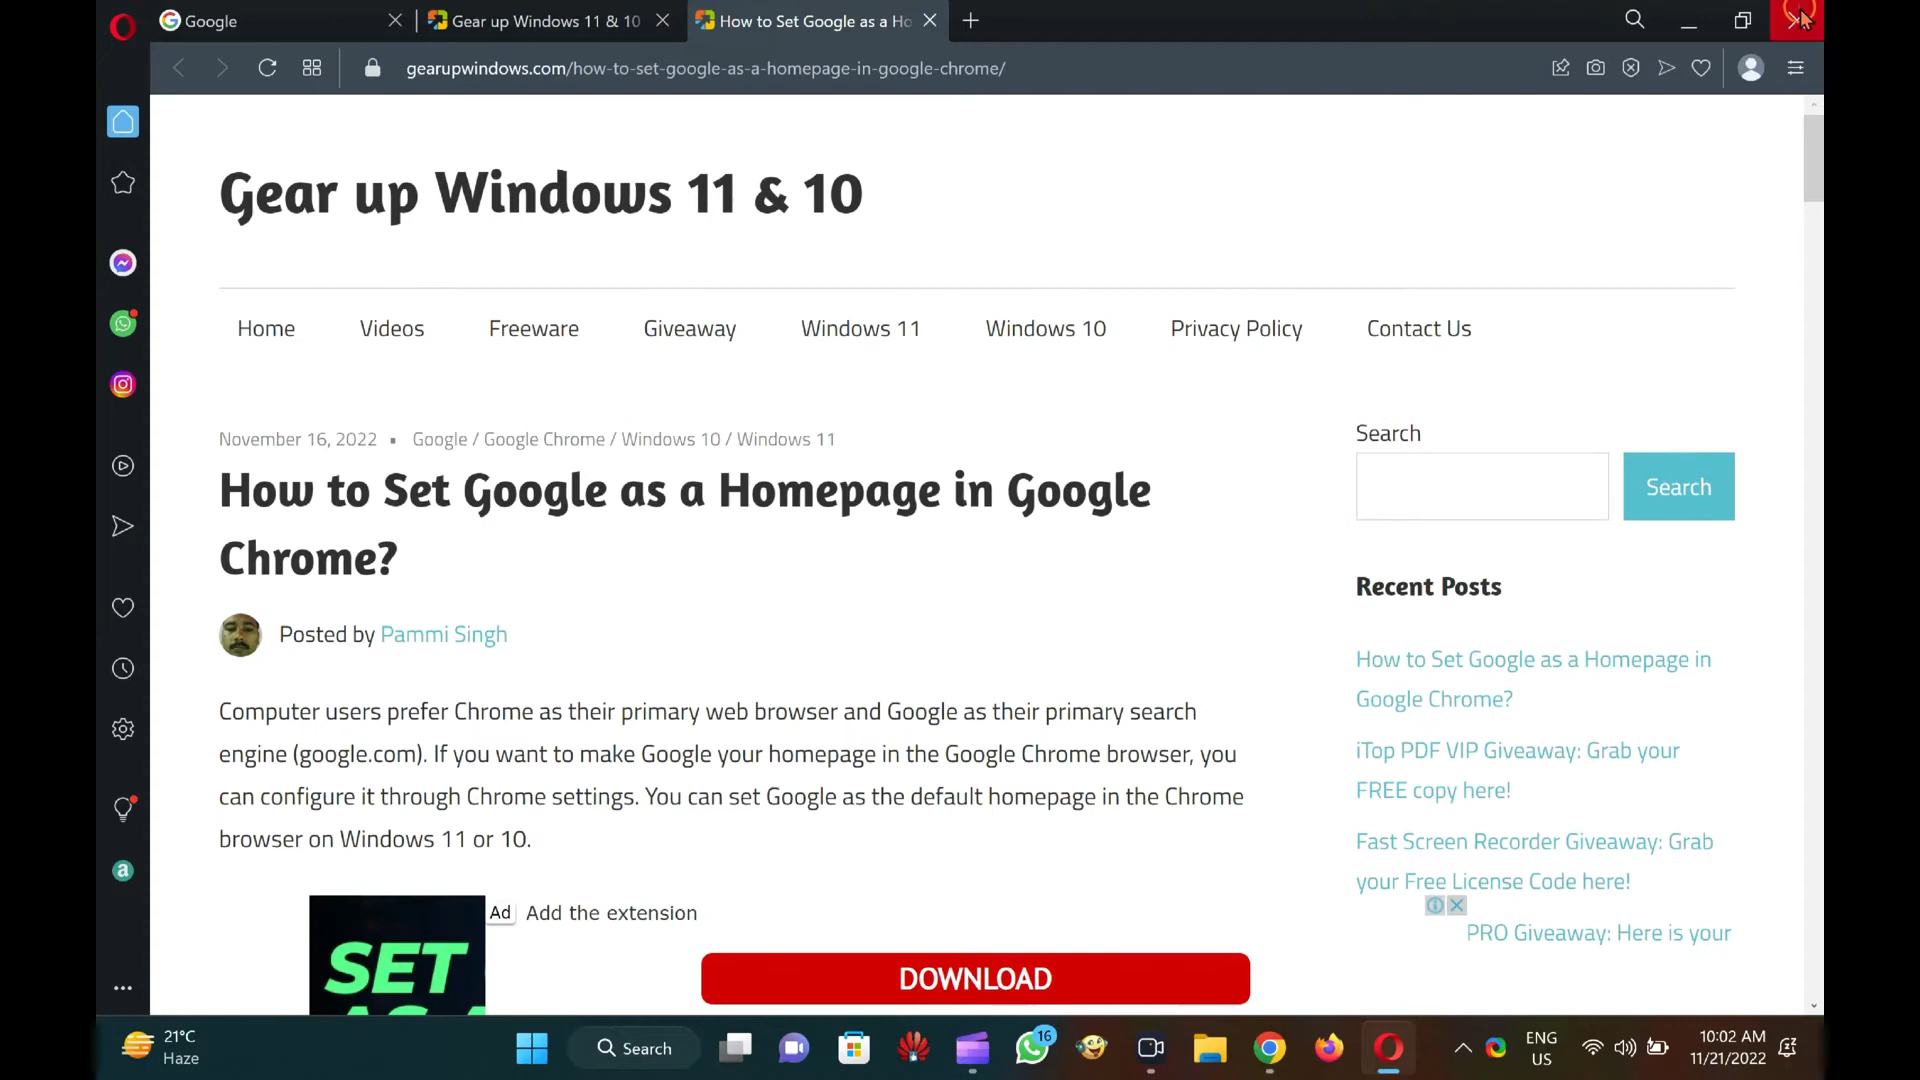 Google
Gear up Windows 11 & 10
How to Set Google as a Ho
gearupwindows.com/how-to-set-google-as-a-homepage-in-google-chrome/
Gear up Windows 11 & 10
Home Videos Freeware Giveaway Windows 11 Windows 10 Privacy Policy Contact Us
November 16, 2022 ▪ Google / Google Chrome / Windows 10 / Windows 11
How to Set Google as a Homepage in Google
Chrome?
Posted by Pammi Singh
Computer users prefer Chrome as their primary web browser and Google as their primary search
engine (google.com). If you want to make Google your homepage in the Google Chrome browser, you
can configure it through Chrome settings. You can set Google as the default homepage in the Chrome
browser on Windows 11 or 10.
Ad Add the extension
SET
AS A
DOWNLOAD
Search
Search
Recent Posts
How to Set Google as a Homepage in
Google Chrome?
iTop PDF VIP Giveaway: Grab your
FREE copy here!
Fast Screen Recorder Giveaway: Grab
your Free License Code here!
PRO Giveaway: Here is your
a
21°C
Haze
Search
16
ENG
US
10:02 AM
11/21/2022